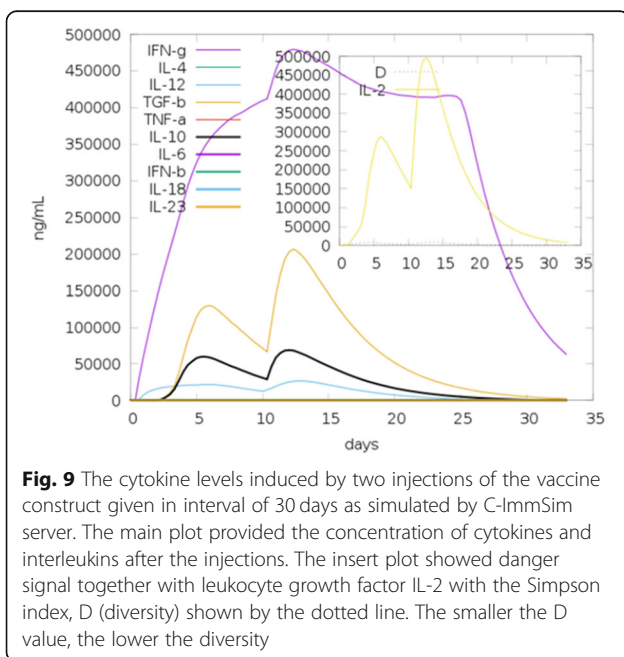 500000
450000
400000
350000
300000
250000
200000
150000
100000
50000
0
ng/mL
IFN-g
IL-4
IL-12
TGF-b
TNF-a
IL-10
IL-6
IFN-b
IL-18
IL-23
500000
450000
400000
350000
300000
250000
200000
150000
100000
50000
0
D
IL-2
0 5 10 15 20 25 30 35
0 5 10 15 20 25 30 35
days
Fig. 9 The cytokine levels induced by two injections of the vaccine
construct given in interval of 30 days as simulated by C-ImmSim
server. The main plot provided the concentration of cytokines and
interleukins after the injections. The insert plot showed danger
signal together with leukocyte growth factor IL-2 with the Simpson
index, D (diversity) shown by the dotted line. The smaller the D
value, the lower the diversity